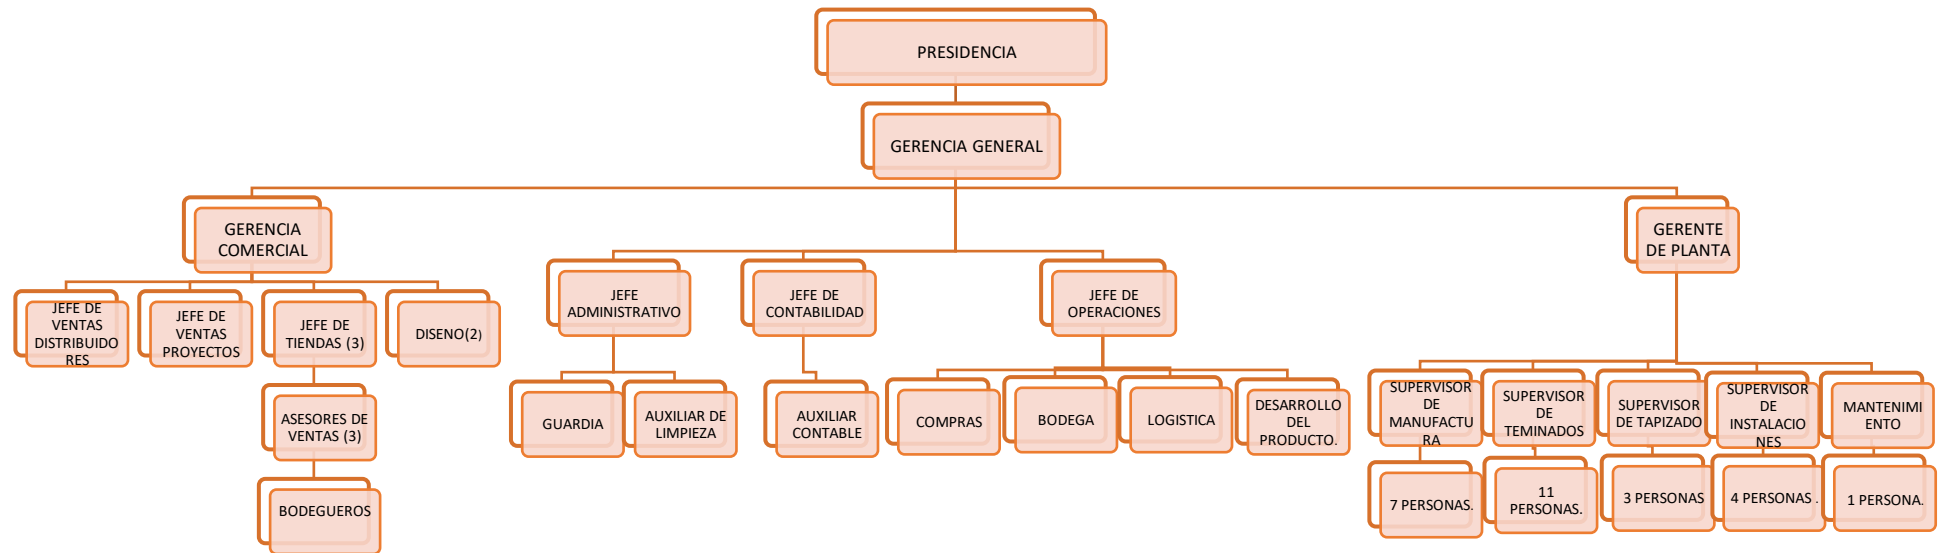 PRESIDENCIA
GERENCIA GENERAL
GERENCIA
COMERCIAL
GERENTE
DE PLANTA
JEFE
ADMINISTRATIVO
JEFE DE
CONTABILIDAD
JEFE DE
OPERACIONES
JEFE DE
VENTAS
DISTRIBUIDO
RES
JEFE DE
VENTAS
PROYECTOS
JEFE DE
TIENDAS (3)
DISENO(2)
ASESORES DE
VENTAS (3)
BODEGUEROS
GUARDIA
AUXILIAR DE
LIMPIEZA
AUXILIAR
CONTABLE
COMPRAS
BODEGA
LOGISTICA
DESARROLLO
DEL
PRODUCTO.
SUPERVISOR
DE
MANUFACTU
RA
SUPERVISOR
DE
TEMINADOS
SUPERVISOR
DE TAPIZADO
SUPERVISOR
DE
INSTALACIO
NES
MANTENIMI
ENTO
7 PERSONAS.
11
PERSONAS.
3 PERSONAS
4 PERSONAS .
1 PERSONA.